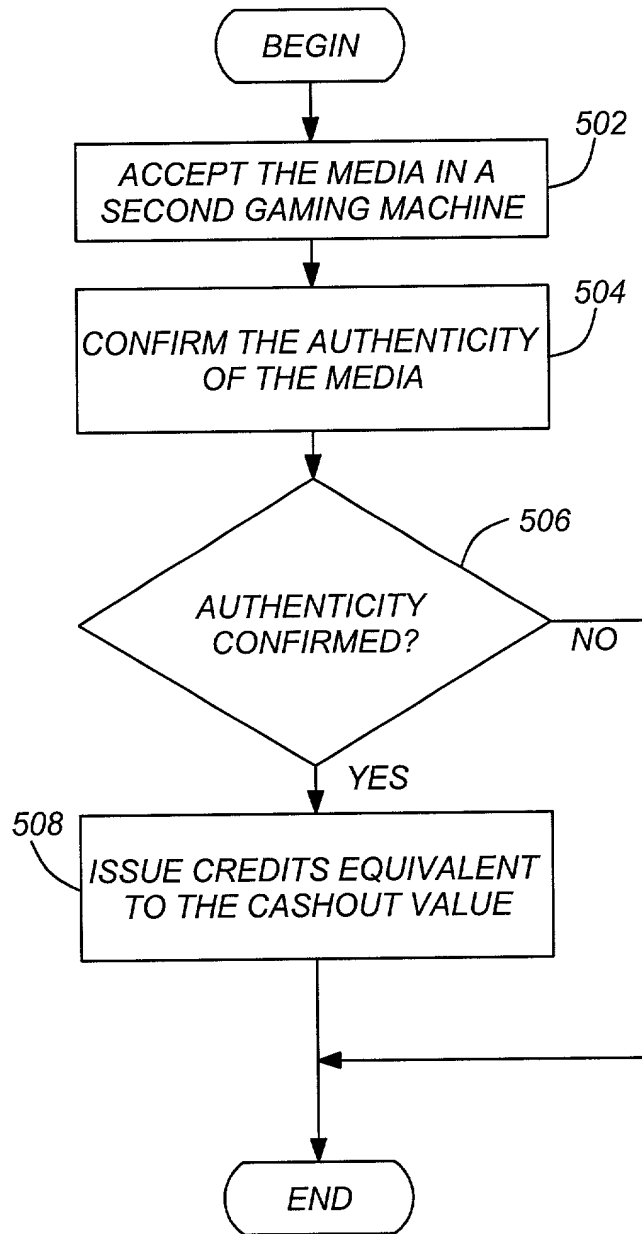 BEGIN
502
ACCEPT THE MEDIA IN A
SECOND GAMING MACHINE
504
CONFIRM THE AUTHENTICITY
OF THE MEDIA
506
AUTHENTICITY
CONFIRMED?
NO
YES
508
ISSUE CREDITS EQUIVALENT
TO THE CASHOUT VALUE
END